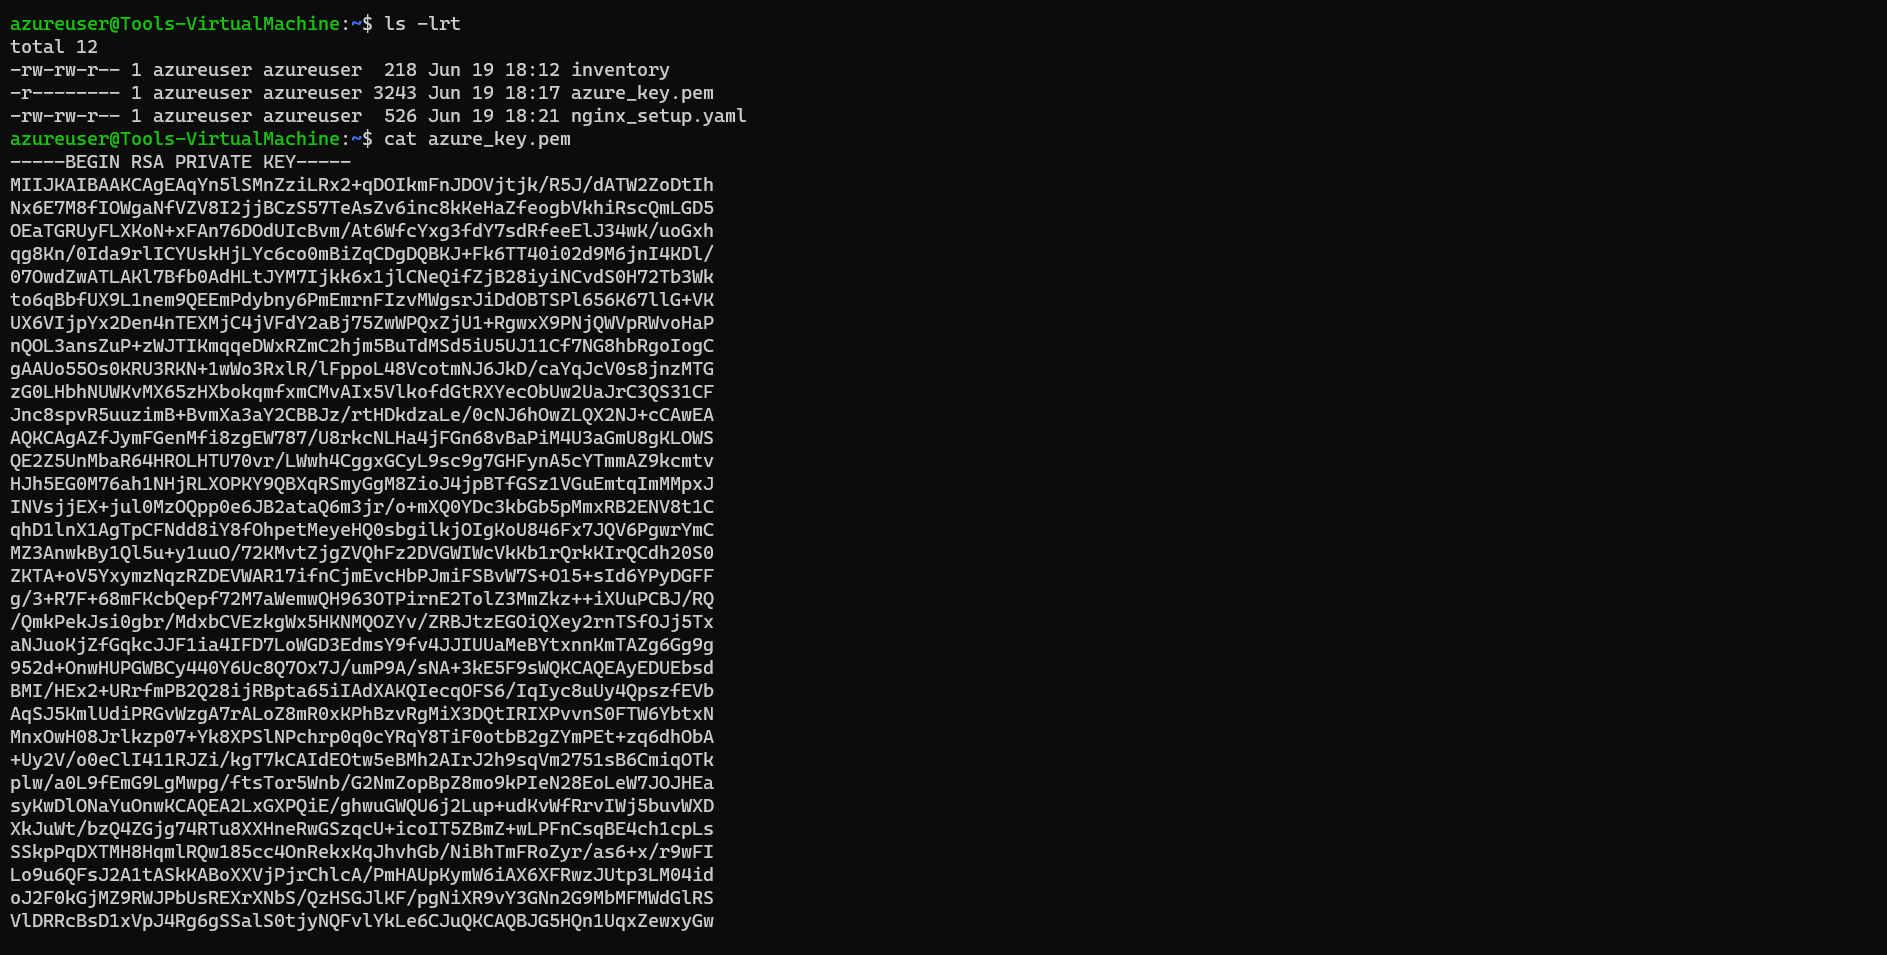 azureuser@Tools-VirtualMachine:~$ ls -lrt
total 12
-rw-rw-r-- 1 azureuser azureuser  218 Jun 19 18:12 inventory
-r-------- 1 azureuser azureuser 3243 Jun 19 18:17 azure_key.pem
-rw-rw-r-- 1 azureuser azureuser  526 Jun 19 18:21 nginx_setup.yaml
azureuser@Tools-VirtualMachine:~$ cat azure_key.pem
-----BEGIN RSA PRIVATE KEY-----
MIIJKAIBAAKCAgEAqYn5lSMnZziLRx2+qDOIkmFnJDOVjtjk/R5J/dATW2ZoDtIh
Nx6E7M8fIOWgaNfVZV8I2jjBCzS57TeAsZv6inc8kKeHaZfeogbVkhiRscQmLGD5
OEaTGRUyFLXKoN+xFAn76DOdUIcBvm/At6WfcYxg3fdY7sdRfeeElJ34wK/uoGxh
qg8Kn/0Ida9rlICYUskHjLYc6co0mBiZqCDgDQBKJ+Fk6TT40i02d9M6jnI4KDl/
07OwdZwATLAKl7Bfb0AdHLtJYM7Ijkk6x1jlCNeQifZjB28iyiNCvdS0H72Tb3Wk
to6qBbfUX9L1nem9QEEmPdybny6PmEmrnFIzvMWgsrJiDdOBTSPl656K67llG+VK
UX6VIjpYx2Den4nTEXMjC4jVFdY2aBj75ZwWPQxZjU1+RgwxX9PNjQWVpRWvoHaP
nQOL3ansZuP+zWJTIKmqqeDWxRZmC2hjm5BuTdMSd5iU5UJ11Cf7NG8hbRgoIogC
gAAUo55Os0KRU3RKN+1wWo3RxlR/lFppoL48VcotmNJ6JkD/caYqJcV0s8jnzMTG
zG0LHbhNUWKvMX65zHXbokqmfxmCMvAIx5VlkofdGtRXYecObUw2UaJrC3QS31CF
Jnc8spvR5uuzimB+BvmXa3aY2CBBJz/rtHDkdzaLe/0cNJ6hOwZLQX2NJ+cCAwEA
AQKCAgAZfJymFGenMfi8zgEW787/U8rkcNLHa4jFGn68vBaPiM4U3aGmU8gKLOWS
QE2Z5UnMbaR64HROLHTU70vr/LWwh4CggxGCyL9sc9g7GHFynA5cYTmmAZ9kcmtv
HJh5EG0M76ah1NHjRLXOPKY9QBXqRSmyGgM8ZioJ4jpBTfGSz1VGuEmtqImMMpxJ
INVsjjEX+jul0MzOQpp0e6JB2ataQ6m3jr/o+mXQ0YDc3kbGb5pMmxRB2ENV8t1C
qhD1lnX1AgTpCFNdd8iY8fOhpetMeyeHQ0sbgilkjOIgKoU846Fx7JQV6PgwrYmC
MZ3AnwkBy1Ql5u+y1uuO/72KMvtZjgZVQhFz2DVGWIWcVkKb1rQrkKIrQCdh20S0
ZKTA+oV5YxymzNqzRZDEVWAR17ifnCjmEvcHbPJmiFSBvW7S+O15+sId6YPyDGFF
g/3+R7F+68mFKcbQepf72M7aWemwQH963OTPirnE2TolZ3MmZkz++iXUuPCBJ/RQ
/QmkPekJsi0gbr/MdxbCVEzkgWx5HKNMQOZYv/ZRBJtzEGOiQXey2rnTSfOJj5Tx
aNJuoKjZfGqkcJJF1ia4IFD7LoWGD3EdmsY9fv4JJIUUaMeBYtxnnKmTAZg6Gg9g
952d+OnwHUPGWBCy440Y6Uc8Q7Ox7J/umP9A/sNA+3kE5F9sWQKCAQEAyEDUEbsd
BMI/HEx2+URrfmPB2Q28ijRBpta65iIAdXAKQIecqOFS6/IqIyc8uUy4QpszfEVb
AqSJ5KmlUdiPRGvWzgA7rALoZ8mR0xKPhBzvRgMiX3DQtIRIXPvvnS0FTW6YbtxN
MnxOwH08Jrlkzp07+Yk8XPSlNPchrp0q0cYRqY8TiF0otbB2gZYmPEt+zq6dhObA
+Uy2V/o0eClI411RJZi/kgT7kCAIdEOtw5eBMh2AIrJ2h9sqVm2751sB6CmiqOTk
plw/a0L9fEmG9LgMwpg/ftsTor5Wnb/G2NmZopBpZ8mo9kPIeN28EoLeW7JOJHEa
syKwDlONaYuOnwKCAQEA2LxGXPQiE/ghwuGWQU6j2Lup+udKvWfRrvIWj5buvWXD
XkJuWt/bzQ4ZGjg74RTu8XXHneRwGSzqcU+icoIT5ZBmZ+wLPFnCsqBE4ch1cpLs
SSkpPqDXTMH8HqmlRQw185cc4OnRekxKqJhvhGb/NiBhTmFRoZyr/as6+x/r9wFI
Lo9u6QFsJ2A1tASkKABoXXVjPjrChlcA/PmHAUpKymW6iAX6XFRwzJUtp3LM04id
oJ2F0kGjMZ9RWJPbUsREXrXNbS/QzHSGJlKF/pgNiXR9vY3GNn2G9MbMFMWdGlRS
VlDRRcBsD1xVpJ4Rg6gSSalS0tjyNQFvlYkLe6CJuQKCAQBJG5HQn1UqxZewxyGw